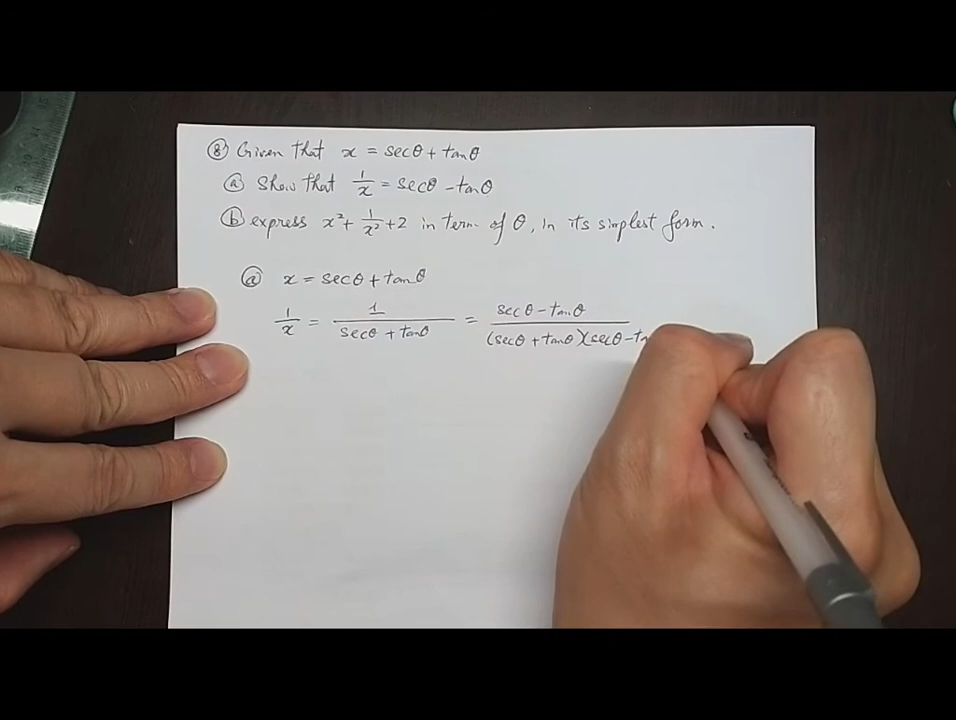 ⑧ Given that x = secθ + tanθ
ⓐ Show that 1/x = secθ - tanθ
ⓑ express x² + 1/x² + 2 in term of θ, in its simplest form.
ⓐ x = secθ + tanθ
1/x = 1/(secθ + tanθ) = (secθ - tanθ)/((secθ + tanθ)(secθ - ta